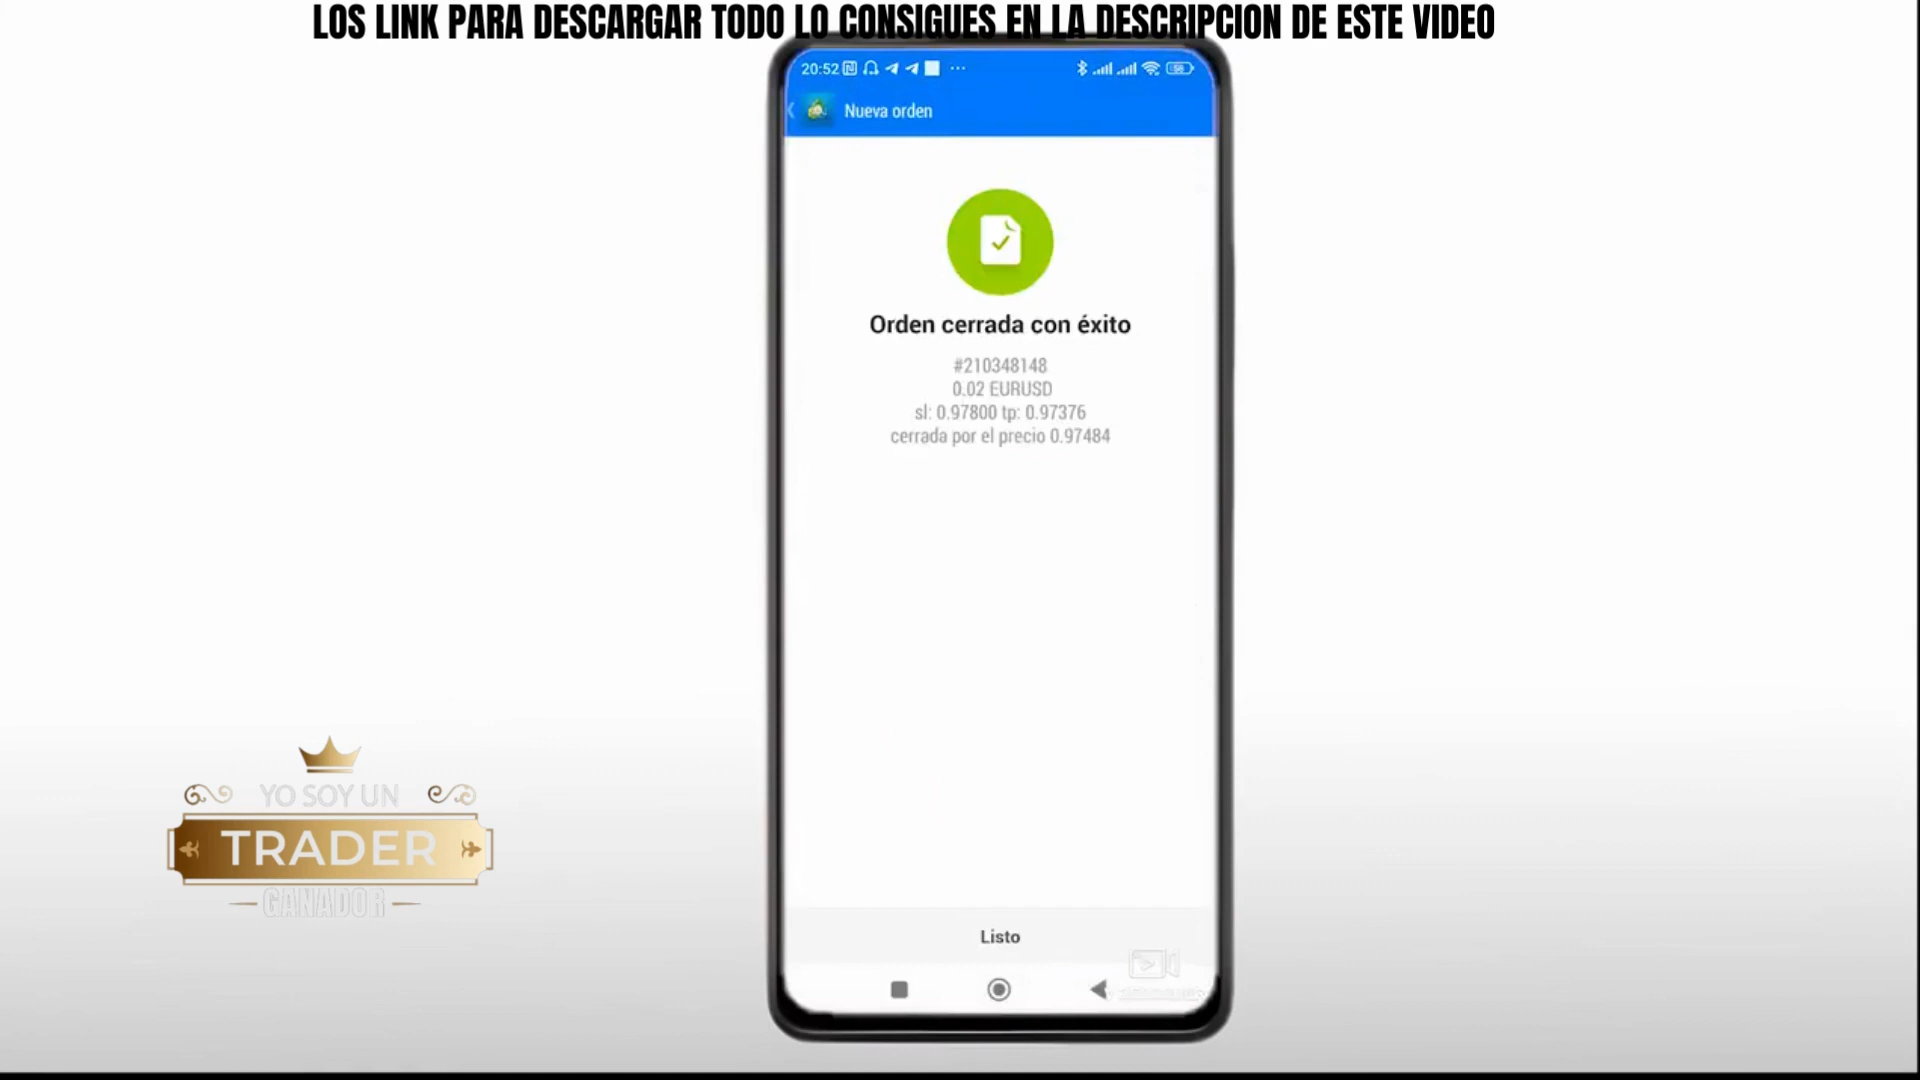 LOS LINK PARA DESCARGAR TODO LO CONSIGUES EN LA DESCRIPCION DE ESTE VIDEO
20:52
Nueva orden
Orden cerrada con éxito
#210348148
0.02 EURUSD
sl: 0.97800 tp: 0.97376
cerrada por el precio 0.97484
YO SOY UN
TRADER
GANADOR
Listo